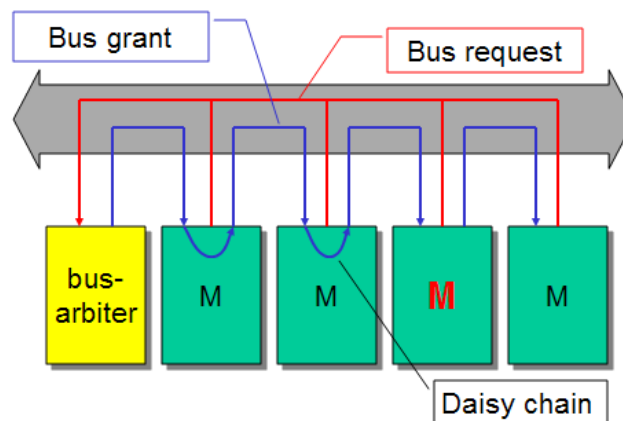 Bus grant
Bus request
bus-
arbiter
M
M
M
M
Daisy chain